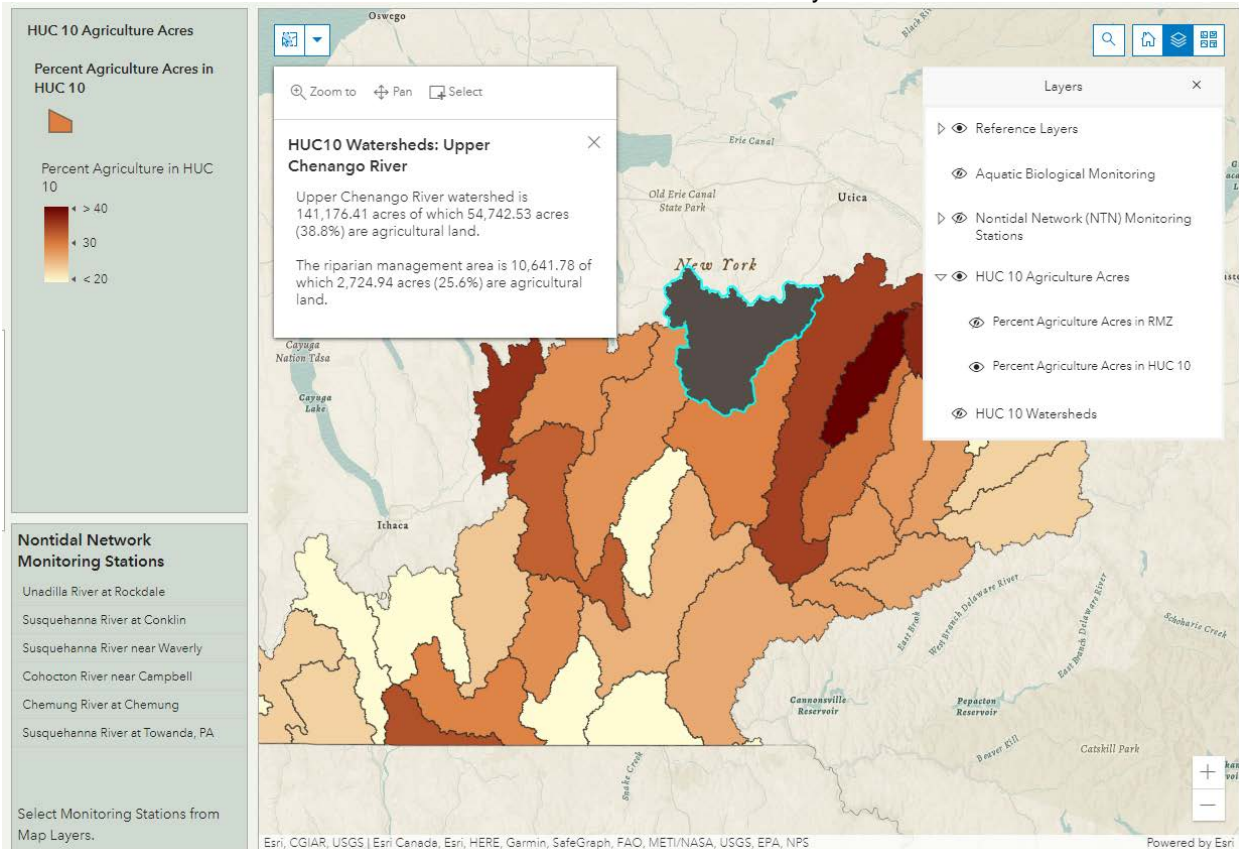 HUC 10 Agriculture Acres
Percent Agriculture Acres in
HUC 10
Percent Agriculture in HUC
10
> 40
30
< 20
Nontidal Network
Monitoring Stations
Unadilla River at Rockdale
Susquehanna River at Conklin
Susquehanna River near Waverly
Cohocton River near Campbell
Chemung River at Chemung
Susquehanna River at Towanda, PA
Select Monitoring Stations from
Map Layers.
Oswego
Zoom to Pan Select
HUC10 Watersheds: Upper
Chenango River
Upper Chenango River watershed is
141,176.41 acres of which 54,742.53 acres
(38.8%) are agricultural land.
The riparian management area is 10,641.78 of
which 2,724.94 acres (25.6%) are agricultural
land.
Erie Canal
Old Erie Canal
State Park
Utica
New York
Cayuga
Nation Tdsa
Cayuga
Lake
Ithaca
East Brook
West Branch Delaware River
East Branch Delaware River
Schoharie Creek
Cannonsville
Reservoir
Pepacton
Reservoir
Beaver Kill
Catskill Park
Snake Creek
Layers
Reference Layers
Aquatic Biological Monitoring
Nontidal Network (NTN) Monitoring
Stations
HUC 10 Agriculture Acres
Percent Agriculture Acres in RMZ
Percent Agriculture Acres in HUC 10
HUC 10 Watersheds
Esri, CGIAR, USGS | Esri Canada, Esri, HERE, Garmin, SafeGraph, FAO, METI/NASA, USGS, EPA, NPS
Powered by Esri